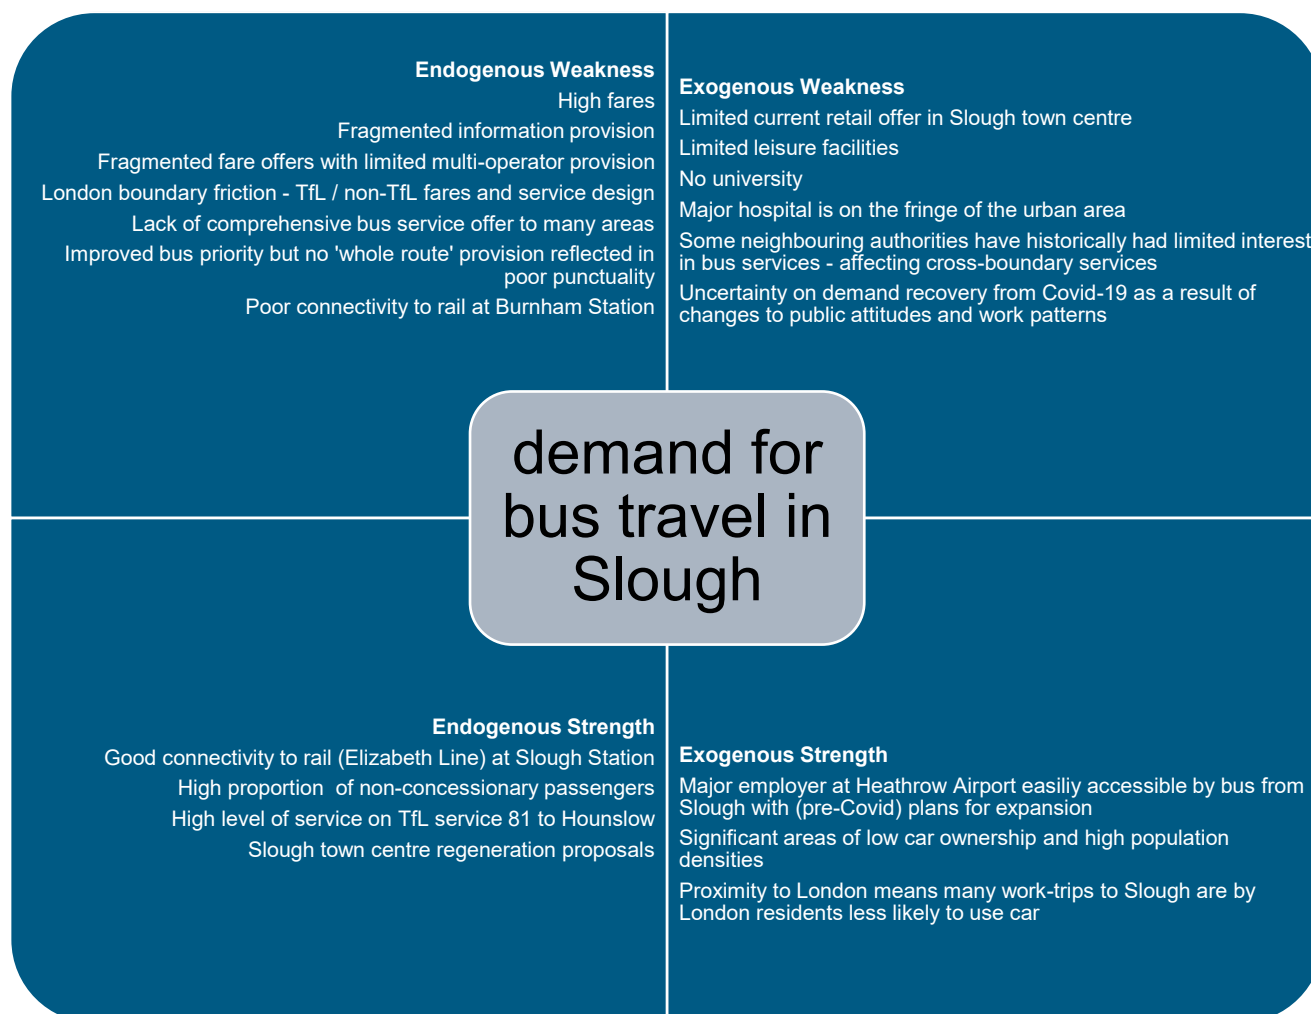 Endogenous Weakness
High fares
Fragmented information provision
Fragmented fare offers with limited multi-operator provision
London boundary friction - TfL / non-TfL fares and service design
Lack of comprehensive bus service offer to many areas
Improved bus priority but no 'whole route' provision reflected in
poor punctuality
Poor connectivity to rail at Burnham Station
Exogenous Weakness
Limited current retail offer in Slough town centre
Limited leisure facilities
No university
Major hospital is on the fringe of the urban area
Some neighbouring authorities have historically had limited interest
in bus services - affecting cross-boundary services
Uncertainty on demand recovery from Covid-19 as a result of
changes to public attitudes and work patterns
demand for
bus travel in
Slough
Endogenous Strength
Good connectivity to rail (Elizabeth Line) at Slough Station
High proportion  of non-concessionary passengers
High level of service on TfL service 81 to Hounslow
Slough town centre regeneration proposals
Exogenous Strength
Major employer at Heathrow Airport easiliy accessible by bus from
Slough with (pre-Covid) plans for expansion
Significant areas of low car ownership and high population
densities
Proximity to London means many work-trips to Slough are by
London residents less likely to use car